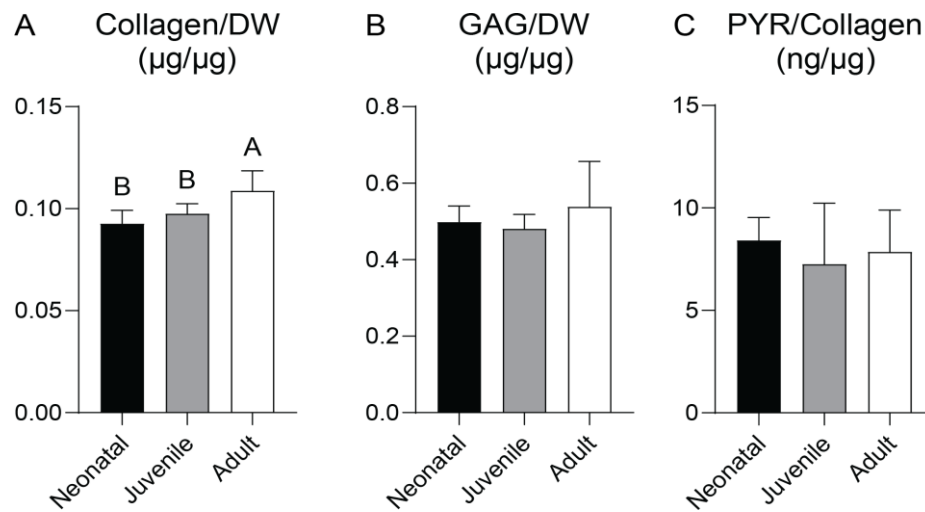 A Collagen/DW
(µg/µg)
0.15
0.10
0.05
0.00
B
B
A
Neonatal
Juvenile
Adult
B GAG/DW
(µg/µg)
0.8
0.6
0.4
0.2
0.0
Neonatal
Juvenile
Adult
C PYR/Collagen
(ng/µg)
15
10
5
0
Neonatal
Juvenile
Adult